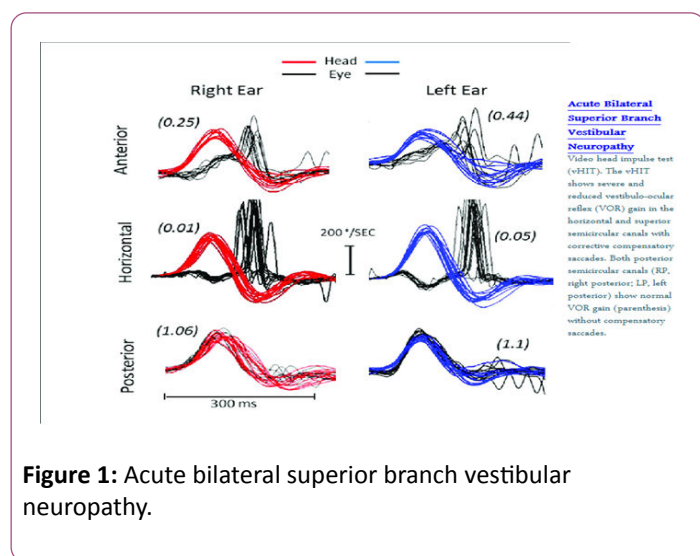 Head
Eye
Right Ear
Left Ear
Anterior
(0.25)
(0.44)
Horizontal
(0.01)
200 °/SEC
(0.05)
Posterior
(1.06)
(1.1)
300 ms
Acute Bilateral
Superior Branch
Vestibular
Neuropathy
Video head impulse test
(vHIT). The vHIT
shows severe and
reduced vestibulo-ocular
reflex (VOR) gain in the
horizontal and superior
semicircular canals with
corrective compensatory
saccades. Both posterior
semicircular canals (RP,
right posterior; LP, left
posterior) show normal
VOR gain (parenthesis)
without compensatory
saccades.
Figure 1: Acute bilateral superior branch vestibular
neuropathy.